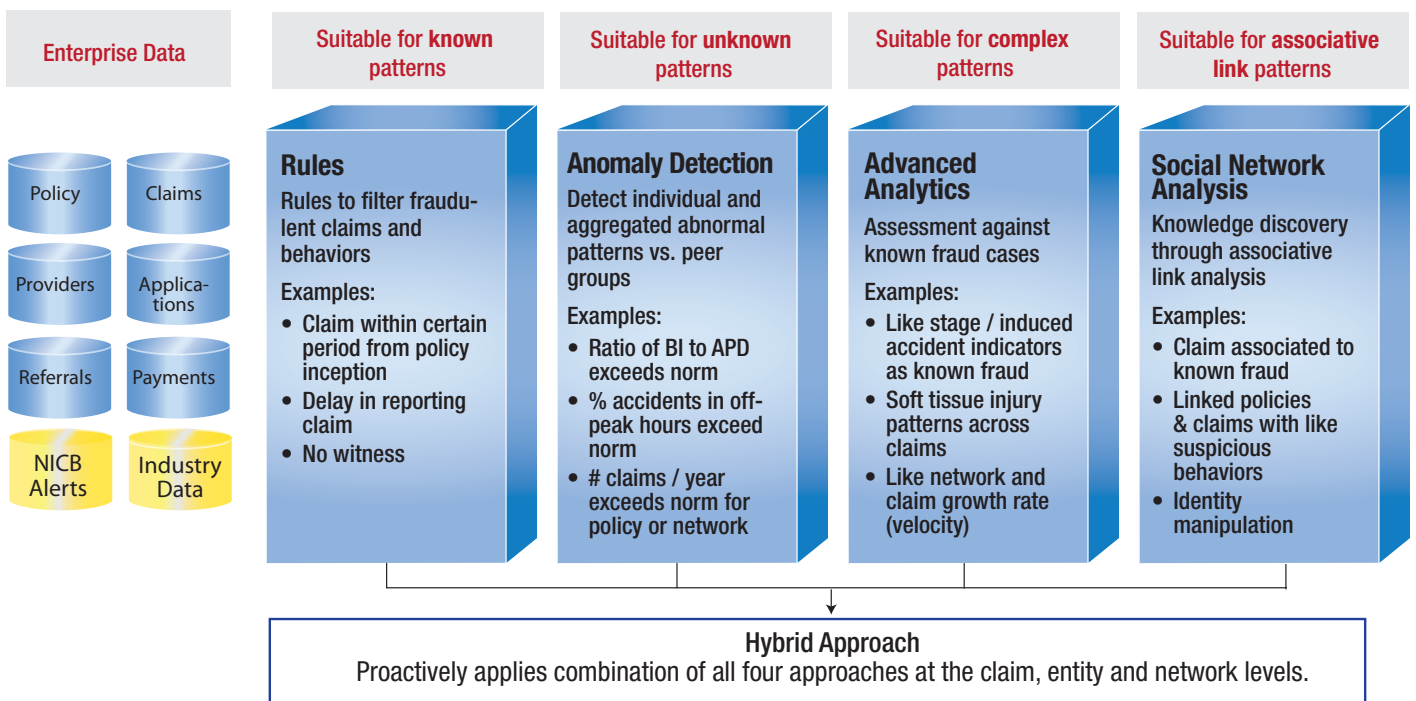 Enterprise Data
Policy
Claims
Providers
Applica-
tions
Referrals
Payments
NICB
Alerts
Industry
Data
Suitable for known
patterns
Rules
Rules to filter fraudu-
lent claims and
behaviors
Examples:
• Claim within certain
period from policy
inception
• Delay in reporting
claim
• No witness
Suitable for unknown
patterns
Anomaly Detection
Detect individual and
aggregated abnormal
patterns vs. peer
groups
Examples:
• Ratio of BI to APD
exceeds norm
• % accidents in off-
peak hours exceed
norm
• # claims / year
exceeds norm for
policy or network
Suitable for complex
patterns
Advanced
Analytics
Assessment against
known fraud cases
Examples:
• Like stage / induced
accident indicators
as known fraud
• Soft tissue injury
patterns across
claims
• Like network and
claim growth rate
(velocity)
Suitable for associative
link patterns
Social Network
Analysis
Knowledge discovery
through associative
link analysis
Examples:
• Claim associated to
known fraud
• Linked policies
& claims with like
suspicious
behaviors
• Identity
manipulation
Hybrid Approach
Proactively applies combination of all four approaches at the claim, entity and network levels.